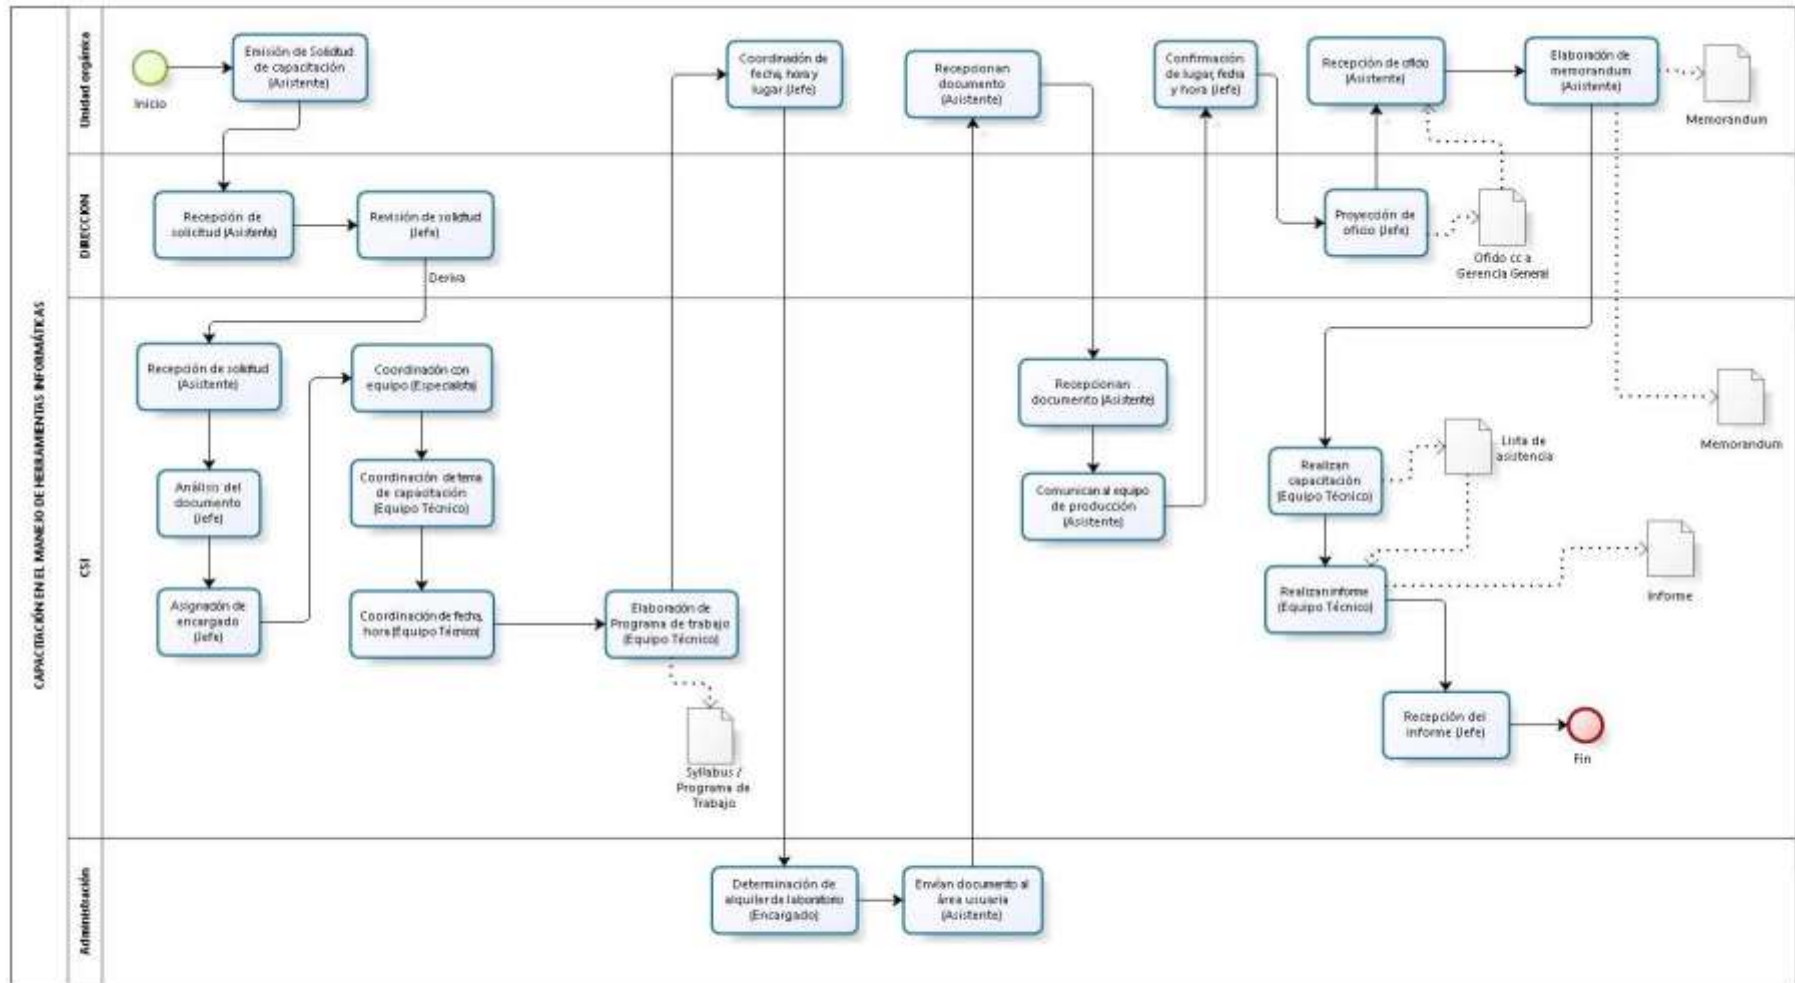 CAPACITACIÓN EN EL MANEJO DE HERRAMIENTAS INFORMÁTICAS
Unidad orgánica
Inicio
Emisión de Solicitud
de capacitación
(Asistente)
Coordinación de
fecha, hora y
lugar (Jefe)
Recepcionan
documento
(Asistente)
Confirmación
de lugar, fecha
y hora (Jefe)
Recepción de oficio
(Asistente)
Elaboración de
memorandum
(Asistente)
Memorandum
DIRECCION
Recepción de
solicitud (Asistente)
Revisión de solicitud
(Jefe)
Deriva
Proyección de
oficio (Jefe)
Oficio cc a
Gerencia General
CSI
Recepción de solicitud
(Asistente)
Análisis del
documento
(Jefe)
Asignación de
encargado
(Jefe)
Coordinación con
equipo (Especialista)
Coordinación de tema
de capacitación
(Equipo Técnico)
Coordinación de fecha,
hora (Equipo Técnico)
Elaboración de
Programa de trabajo
(Equipo Técnico)
Syllabus /
Programa de
Trabajo
Recepcionan
documento (Asistente)
Comunican al equipo
de producción
(Asistente)
Realizan
capacitación
(Equipo Técnico)
Lista de
asistencia
Memorandum
Realizan informe
(Equipo Técnico)
Informe
Recepción del
informe (Jefe)
Fin
Administración
Determinación de
alquiler de laboratorio
(Encargado)
Envían documento al
área usuaria
(Asistente)